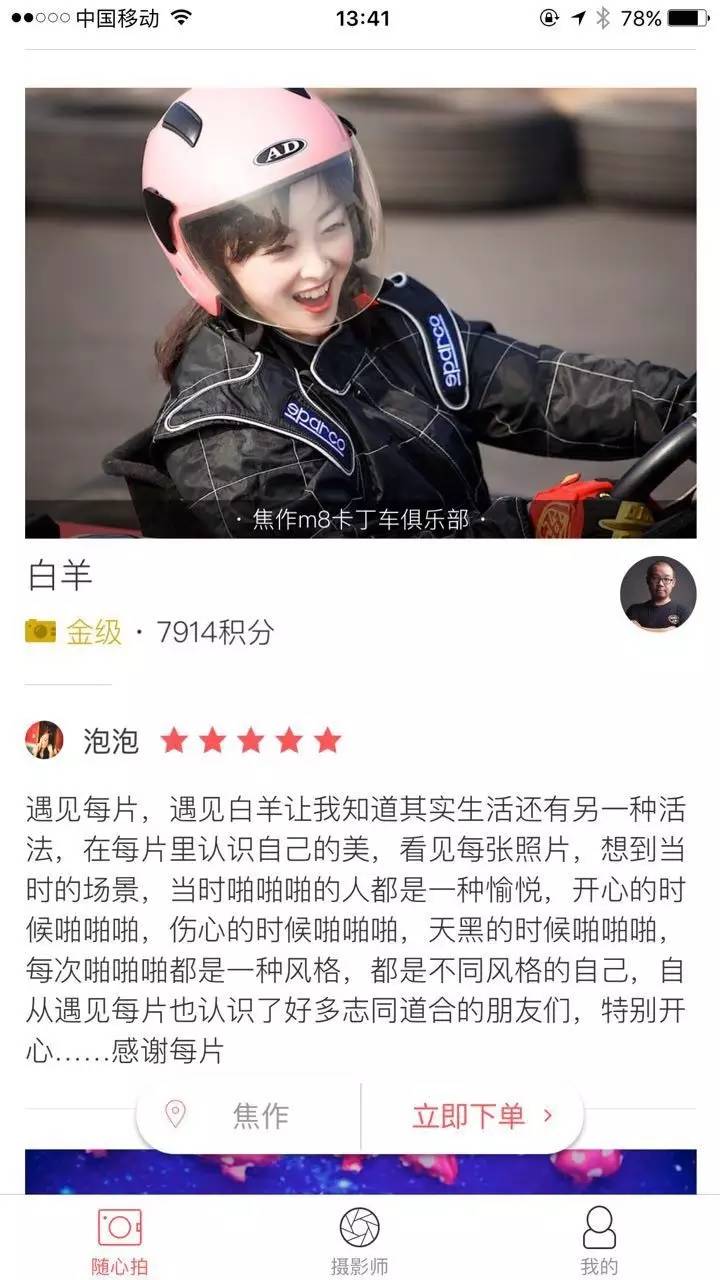 中国移动
13:41
78%
AD
sparco
sparco
· 焦作m8卡丁车俱乐部 ·
白羊
金级 · 7914积分
泡泡
遇见每片，遇见白羊让我知道其实生活还有另一种活
法，在每片里认识自己的美，看见每张照片，想到当
时的场景，当时啪啪啪的人都是一种愉悦，开心的时
候啪啪啪，伤心的时候啪啪啪，天黑的时候啪啪啪，
每次啪啪啪都是一种风格，都是不同风格的自己，自
从遇见每片也认识了好多志同道合的朋友们，特别开
心……感谢每片
焦作
立即下单 ›
随心拍
摄影师
我的